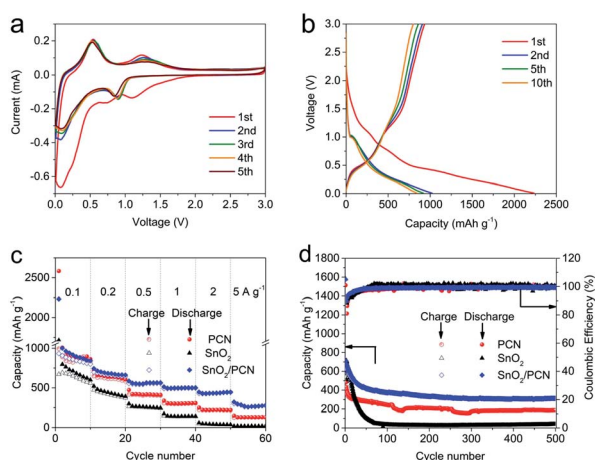 a
0.2
0.0
-0.2
-0.4
-0.6
Current (mA)
1st
2nd
3rd
4th
5th
0.0 0.5 1.0 1.5 2.0 2.5 3.0
Voltage (V)
b
3.0
2.5
2.0
1.5
1.0
0.5
0.0
Voltage (V)
1st
2nd
5th
10th
0 500 1000 1500 2000 2500
Capacity (mAh g⁻¹)
c
2500
2000
1000
500
0
Capacity (mAh g⁻¹)
0.1 0.2 0.5 1 2 5 A g⁻¹
Charge Discharge
PCN
SnO₂
SnO₂/PCN
0 20 40 60
Cycle number
d
1800
1600
1400
1200
1000
800
600
400
200
0
Capacity (mAh g⁻¹)
Charge Discharge
PCN
SnO₂
SnO₂/PCN
120
100
80
60
40
20
0
Coulombic Efficiency (%)
0 100 200 300 400 500
Cycle number